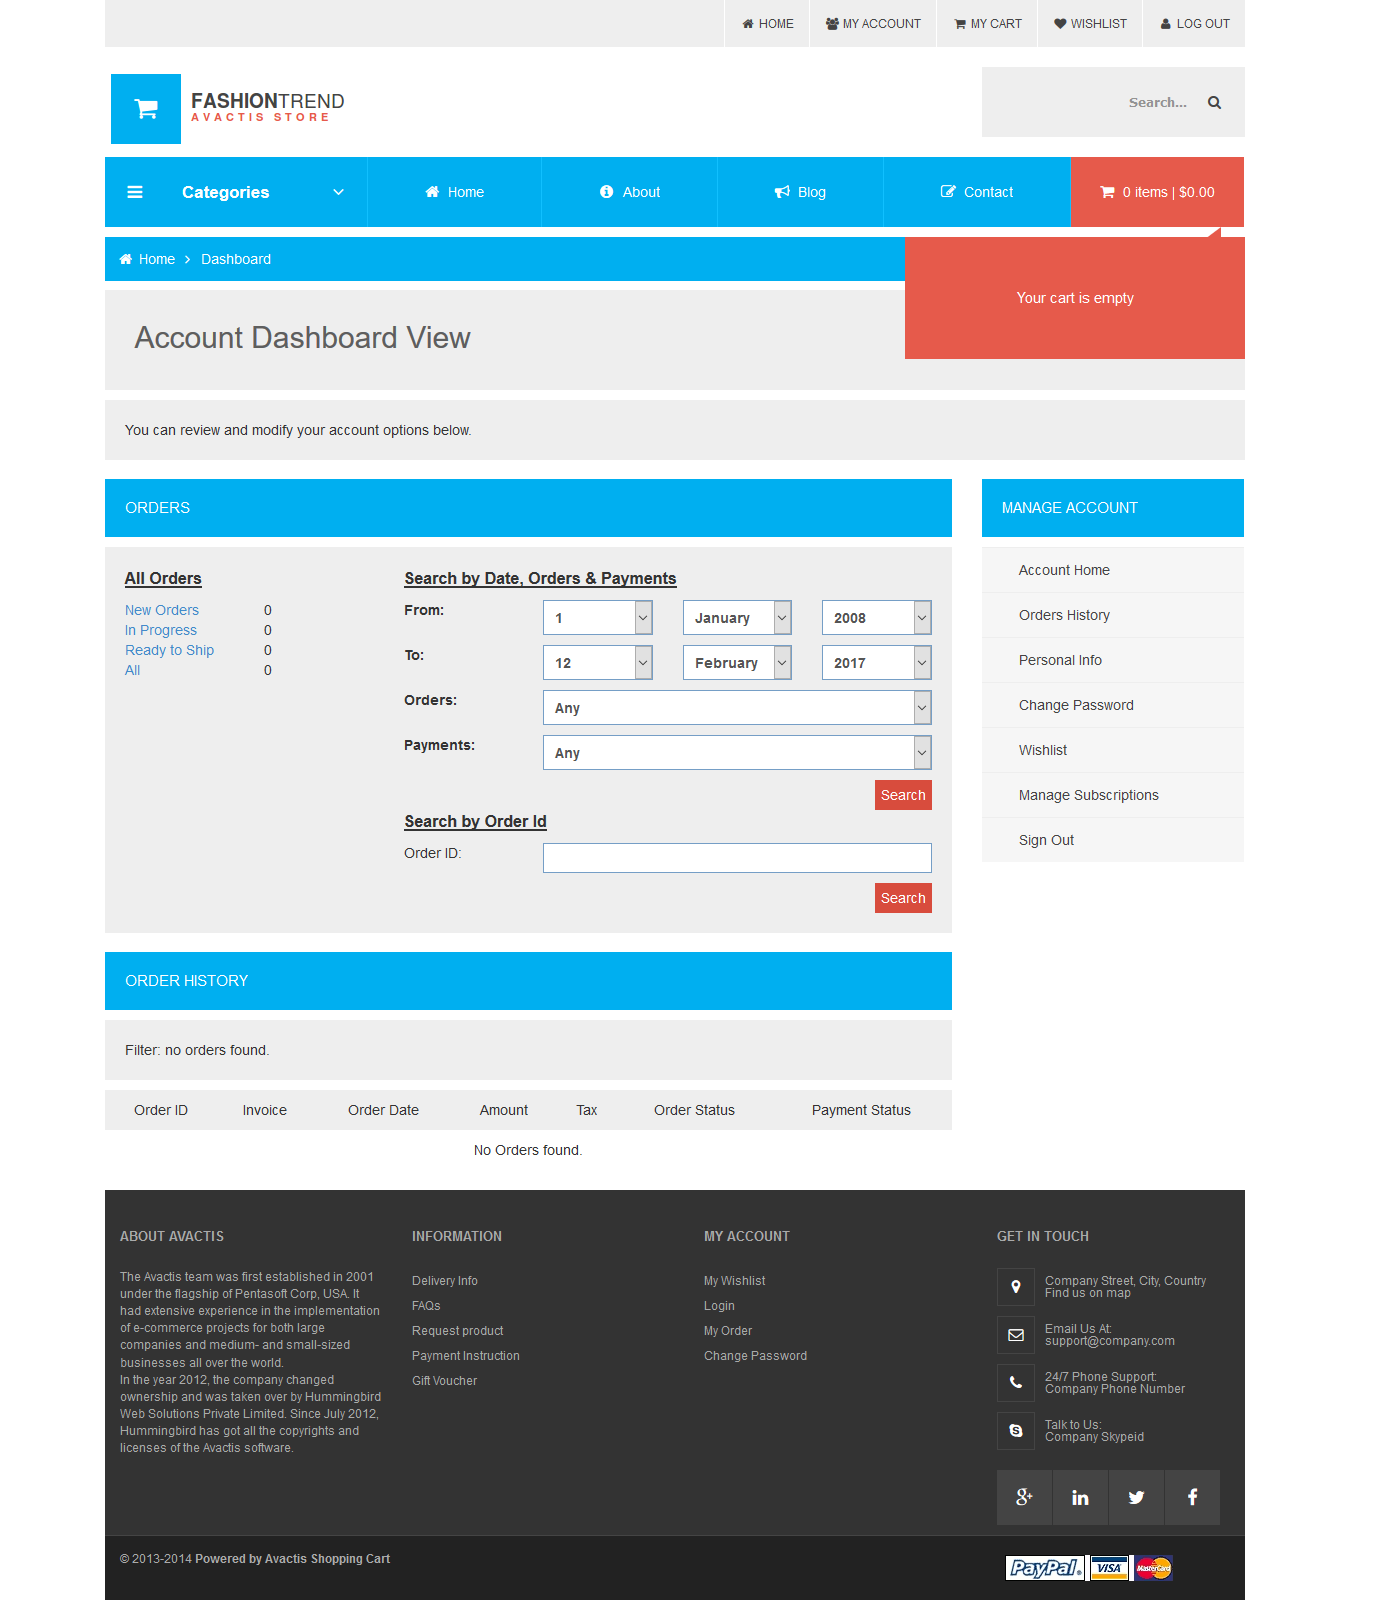 HOME MY ACCOUNT MY CART WISHLIST LOG OUT
FASHIONTREND
AVACTIS STORE
Search...
Categories Home About Blog Contact 0 items | $0.00
Home > Dashboard
Your cart is empty
Account Dashboard View
You can review and modify your account options below.
ORDERS
All Orders
New Orders 0
In Progress 0
Ready to Ship 0
All 0
Search by Date, Orders & Payments
From: 1 January 2008
To: 12 February 2017
Orders: Any
Payments: Any
Search
Search by Order Id
Order ID:
Search
MANAGE ACCOUNT
Account Home
Orders History
Personal Info
Change Password
Wishlist
Manage Subscriptions
Sign Out
ORDER HISTORY
Filter: no orders found.
Order ID Invoice Order Date Amount Tax Order Status Payment Status
No Orders found.
ABOUT AVACTIS
The Avactis team was first established in 2001
under the flagship of Pentasoft Corp, USA. It
had extensive experience in the implementation
of e-commerce projects for both large
companies and medium- and small-sized
businesses all over the world.
In the year 2012, the company changed
ownership and was taken over by Hummingbird
Web Solutions Private Limited. Since July 2012,
Hummingbird has got all the copyrights and
licenses of the Avactis software.
INFORMATION
Delivery Info
FAQs
Request product
Payment Instruction
Gift Voucher
MY ACCOUNT
My Wishlist
Login
My Order
Change Password
GET IN TOUCH
Company Street, City, Country
Find us on map
Email Us At:
support@company.com
24/7 Phone Support:
Company Phone Number
Talk to Us:
Company Skypeid
© 2013-2014 Powered by Avactis Shopping Cart
PayPal VISA MasterCard